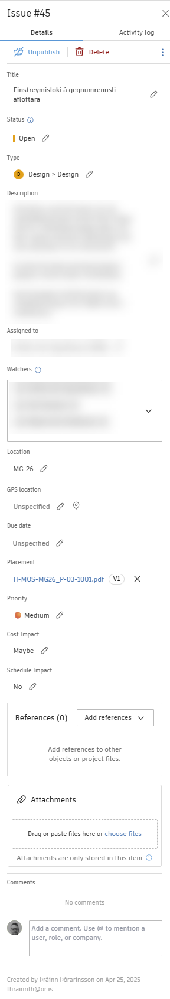 Issue #45
Details
Activity log
Unpublish
Delete
Title
Einstreymisloki á gegnumrennsli
afloftara
Status
Open
Type
D
Design > Design
Description
Assigned to
Watchers
Location
MG-26
GPS location
Unspecified
Due date
Unspecified
Placement
H-MOS-MG26_P-03-1001.pdf V1
Priority
Medium
Cost Impact
Maybe
Schedule Impact
No
References (0)
Add references
Add references to other
objects or project files.
Attachments
Drag or paste files here or choose files
Attachments are only stored in this item.
Comments
No comments
Add a comment. Use @ to mention a
user, role, or company.
Created by Þráinn Þórarinsson on Apr 25, 2025
thrainnth@or.is